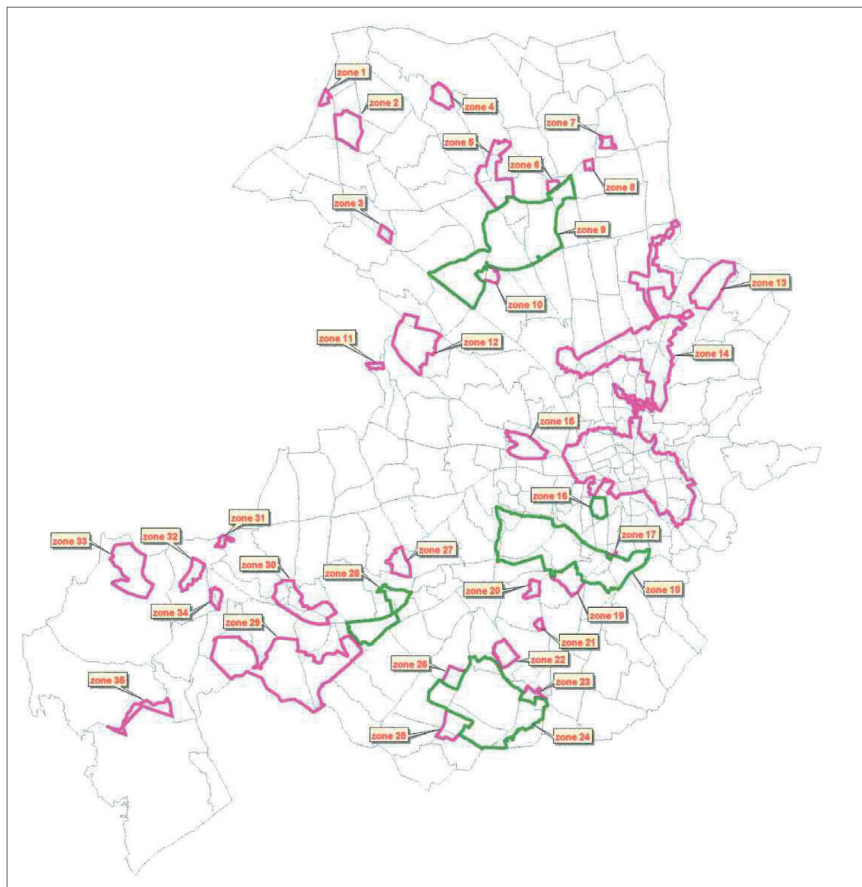 zone 1
zone 2
zone 4
zone 7
zone 5
zone 6
zone 8
zone 3
zone 9
zone 13
zone 10
zone 11
zone 12
zone 14
zone 15
zone 16
zone 31
zone 32
zone 33
zone 17
zone 27
zone 30
zone 28
zone 20
zone 18
zone 34
zone 19
zone 29
zone 21
zone 22
zone 26
zone 23
zone 35
zone 25
zone 24